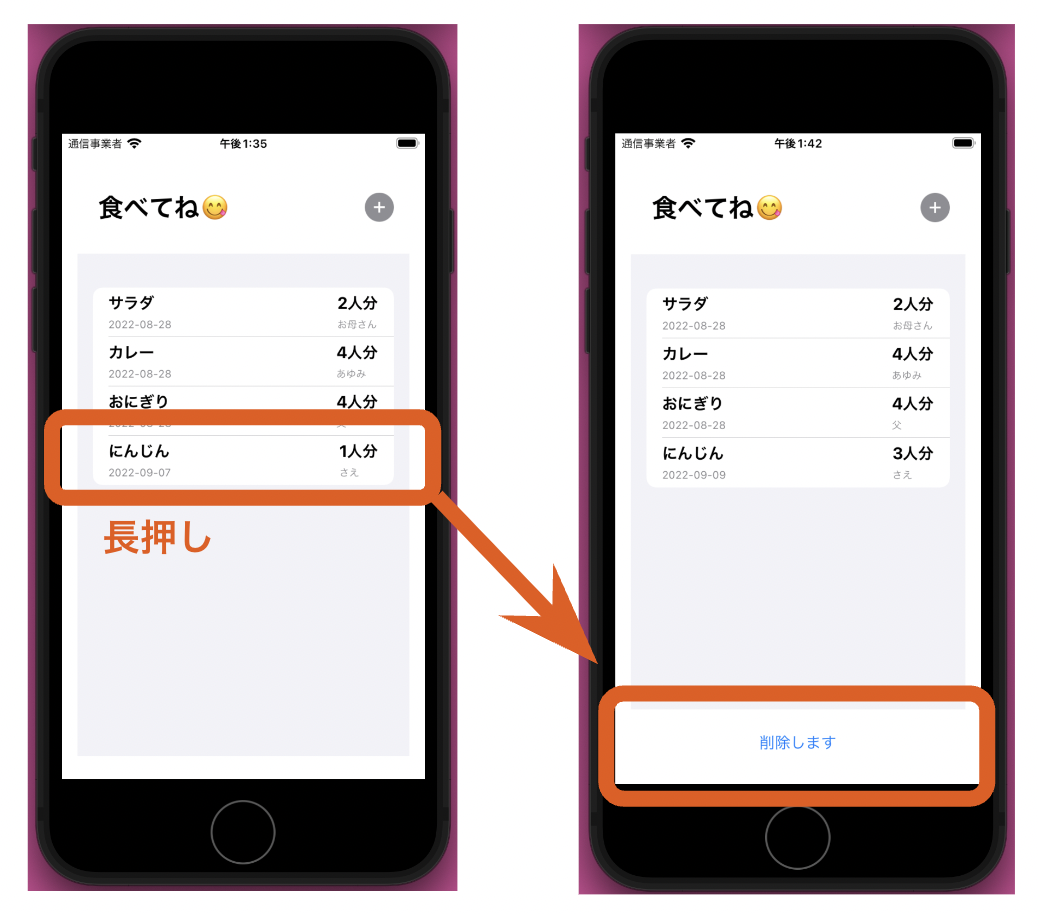 通信事業者 午後1:35
食べてね😋
サラダ 2人分
2022-08-28 お母さん
カレー 4人分
2022-08-28 あゆみ
おにぎり 4人分
にんじん 1人分
2022-09-07 さえ
長押し
通信事業者 午後1:42
食べてね😋
サラダ 2人分
2022-08-28 お母さん
カレー 4人分
2022-08-28 あゆみ
おにぎり 4人分
2022-08-28 父
にんじん 3人分
2022-09-09 さえ
削除します